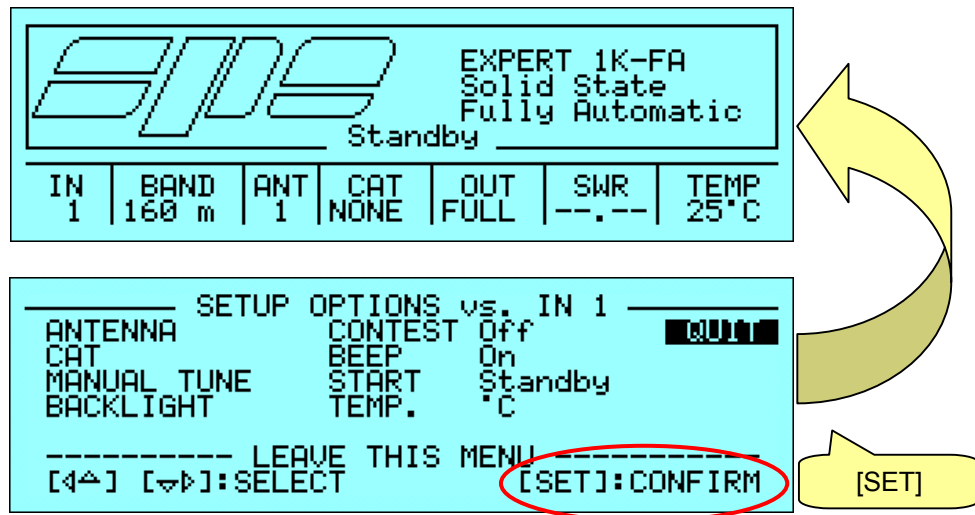 spe
EXPERT 1K-FA
Solid State
Fully Automatic
Standby
IN BAND ANT CAT OUT SWR TEMP
1 160 m 1 NONE FULL --.-- 25°C
SETUP OPTIONS vs. IN 1
ANTENNA CONTEST Off QUIT
CAT BEEP On
MANUAL TUNE START Standby
BACKLIGHT TEMP. °C
---------- LEAVE THIS MENU -----------
[◁△] [▽▷]:SELECT [SET]:CONFIRM
[SET]